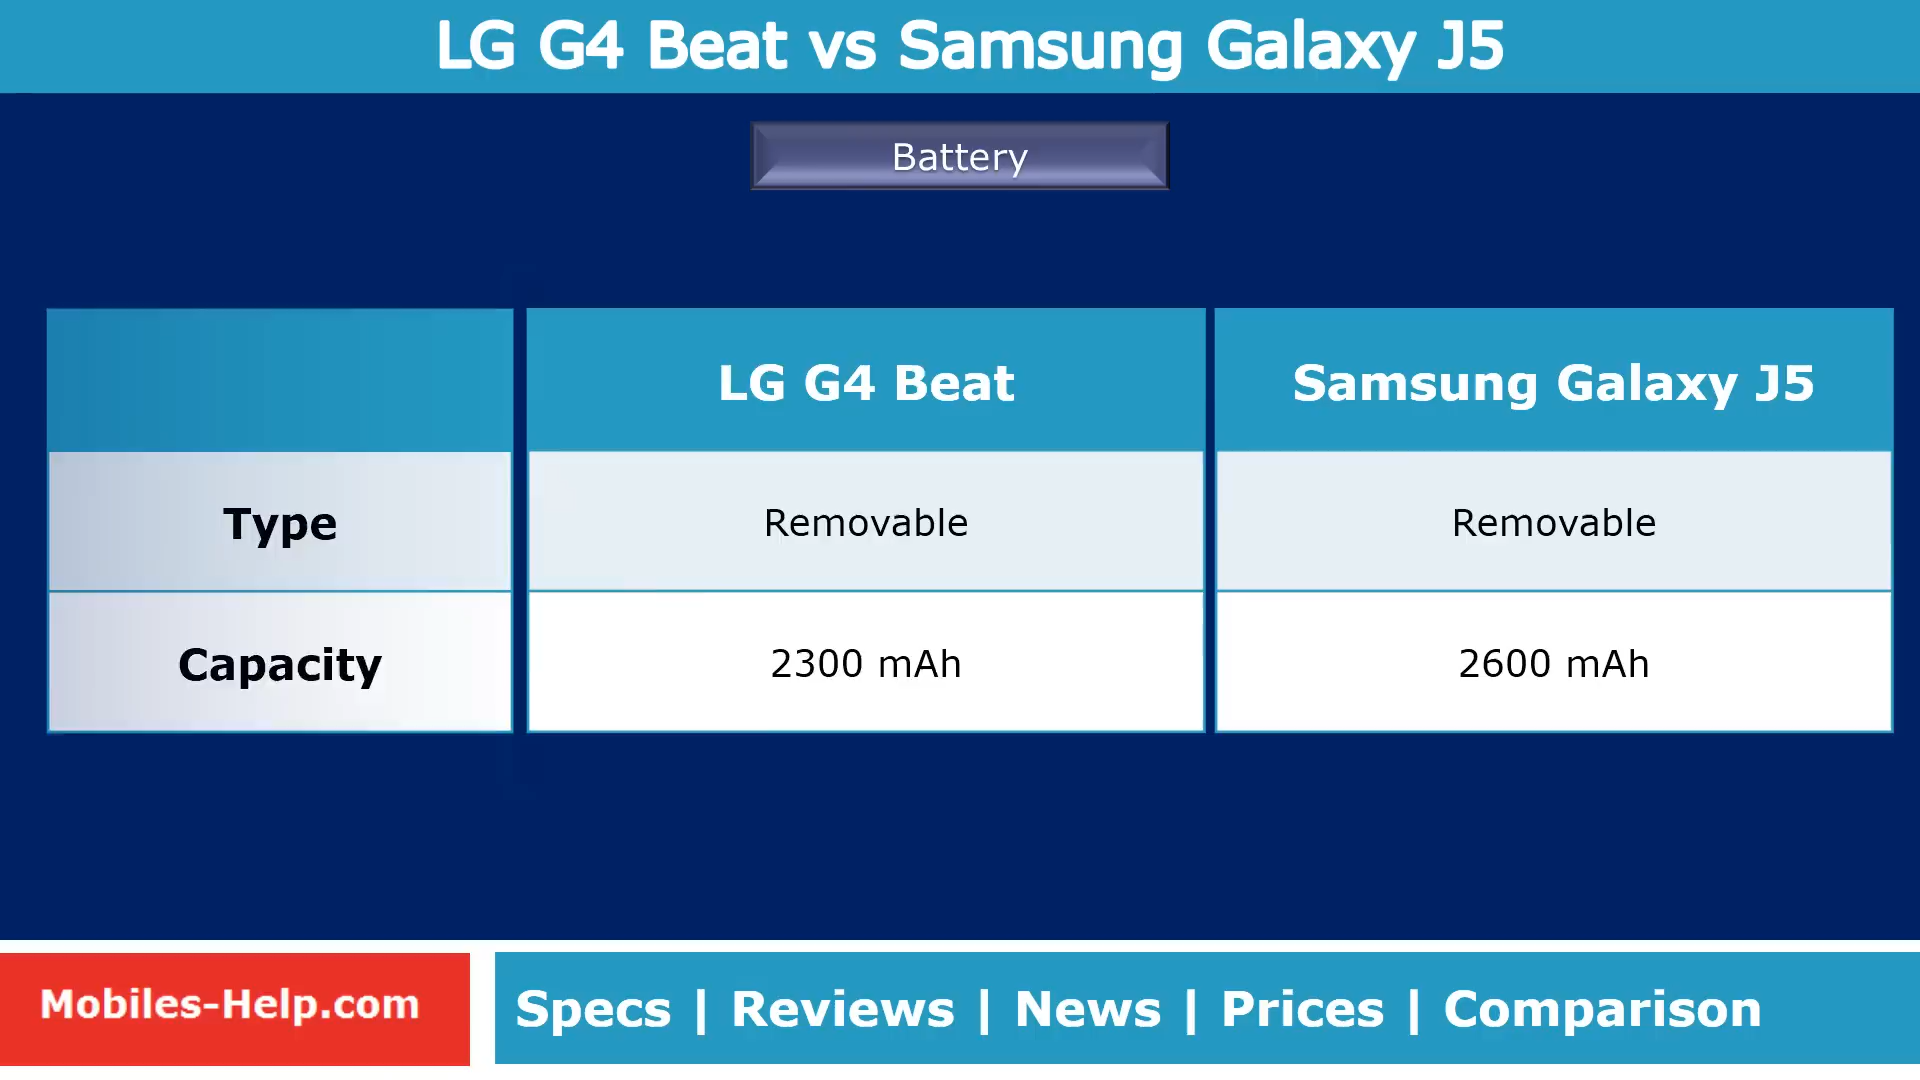 LG G4 Beat vs Samsung Galaxy J5
Battery
LG G4 Beat Samsung Galaxy J5
Type Removable Removable
Capacity 2300 mAh 2600 mAh
Mobiles-Help.com
Specs | Reviews | News | Prices | Comparison